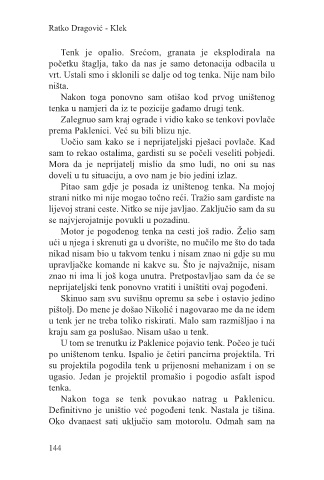 Ratko Dragović - Klek
Tenk je opalio. Srećom, granata je eksplodirala na
početku štaglja, tako da nas je samo detonacija odbacila u
vrt. Ustali smo i sklonili se dalje od tog tenka. Nije nam bilo
ništa.
Nakon toga ponovno sam otišao kod prvog uništenog
tenka u namjeri da iz te pozicije gađamo drugi tenk.
Zalegnuo sam kraj ograde i vidio kako se tenkovi povlače
prema Paklenici. Već su bili blizu nje.
Uočio sam kako se i neprijateljski pješaci povlače. Kad
sam to rekao ostalima, gardisti su se počeli veseliti pobjedi.
Mora da je neprijatelj mislio da smo ludi, no oni su nas
doveli u tu situaciju, a ovo nam je bio jedini izlaz.
Pitao sam gdje je posada iz uništenog tenka. Na mojoj
strani nitko mi nije mogao točno reći. Tražio sam gardiste na
lijevoj strani ceste. Nitko se nije javljao. Zaključio sam da su
se najvjerojatnije povukli u pozadinu.
Motor je pogođenog tenka na cesti još radio. Želio sam
ući u njega i skrenuti ga u dvorište, no mučilo me što do tada
nikad nisam bio u takvom tenku i nisam znao ni gdje su mu
upravljačke komande ni kakve su. Što je najvažnije, nisam
znao ni ima li još koga unutra. Pretpostavljao sam da će se
neprijateljski tenk ponovno vratiti i uništiti ovaj pogođeni.
Skinuo sam svu suvišnu opremu sa sebe i ostavio jedino
pištolj. Do mene je došao Nikolić i nagovarao me da ne idem
u tenk jer ne treba toliko riskirati. Malo sam razmišljao i na
kraju sam ga poslušao. Nisam ušao u tenk.
U tom se trenutku iz Paklenice pojavio tenk. Počeo je tući
po uništenom tenku. Ispalio je četiri pancirna projektila. Tri
su projektila pogodila tenk u prijenosni mehanizam i on se
ugasio. Jedan je projektil promašio i pogodio asfalt ispod
tenka.
Nakon toga se tenk povukao natrag u Paklenicu.
Definitivno je uništio već pogođeni tenk. Nastala je tišina.
Oko dvanaest sati uključio sam motorolu. Odmah sam na
144